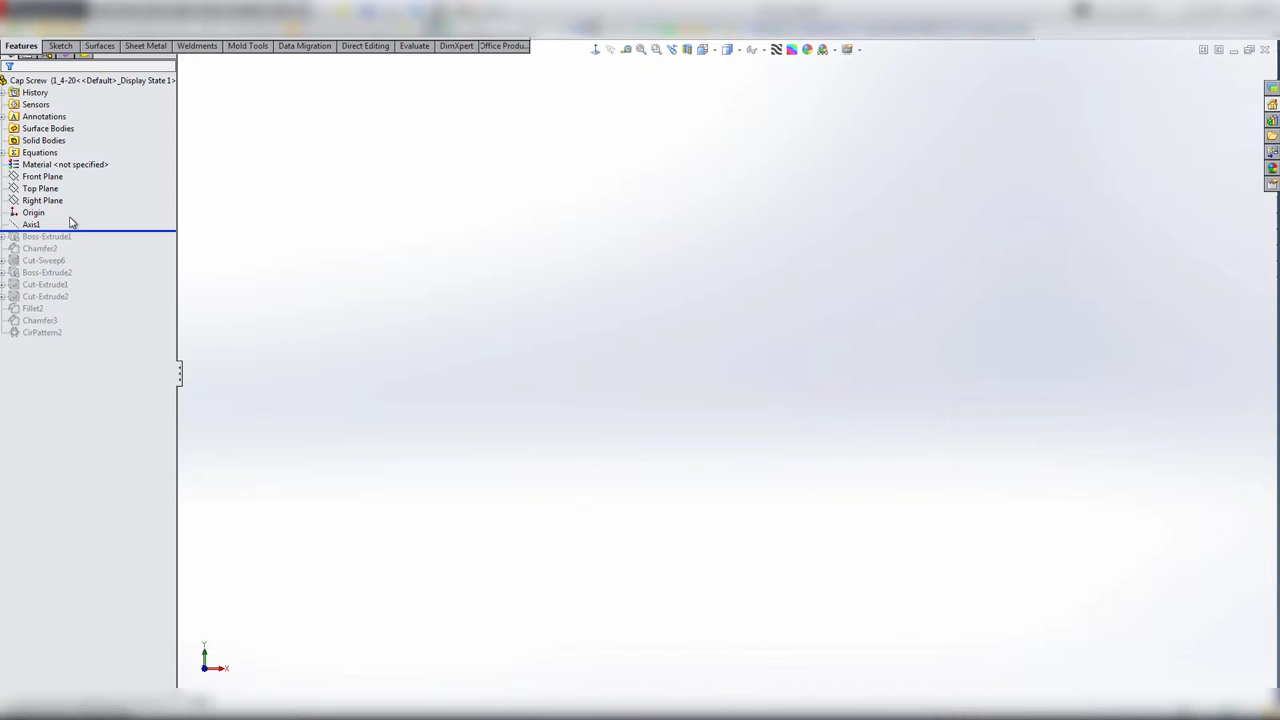 Features Sketch Surfaces Sheet Metal Weldments Mold Tools Data Migration Direct Editing Evaluate DimXpert Office Produ...
Cap Screw (1_4-20<<Default>_Display State 1>)
History
Sensors
Annotations
Surface Bodies
Solid Bodies
Equations
Material <not specified>
Front Plane
Top Plane
Right Plane
Origin
Axis1
Boss-Extrude1
Chamfer2
Cut-Sweep6
Boss-Extrude2
Cut-Extrude1
Cut-Extrude2
Fillet2
Chamfer3
CirPattern2
Y
X